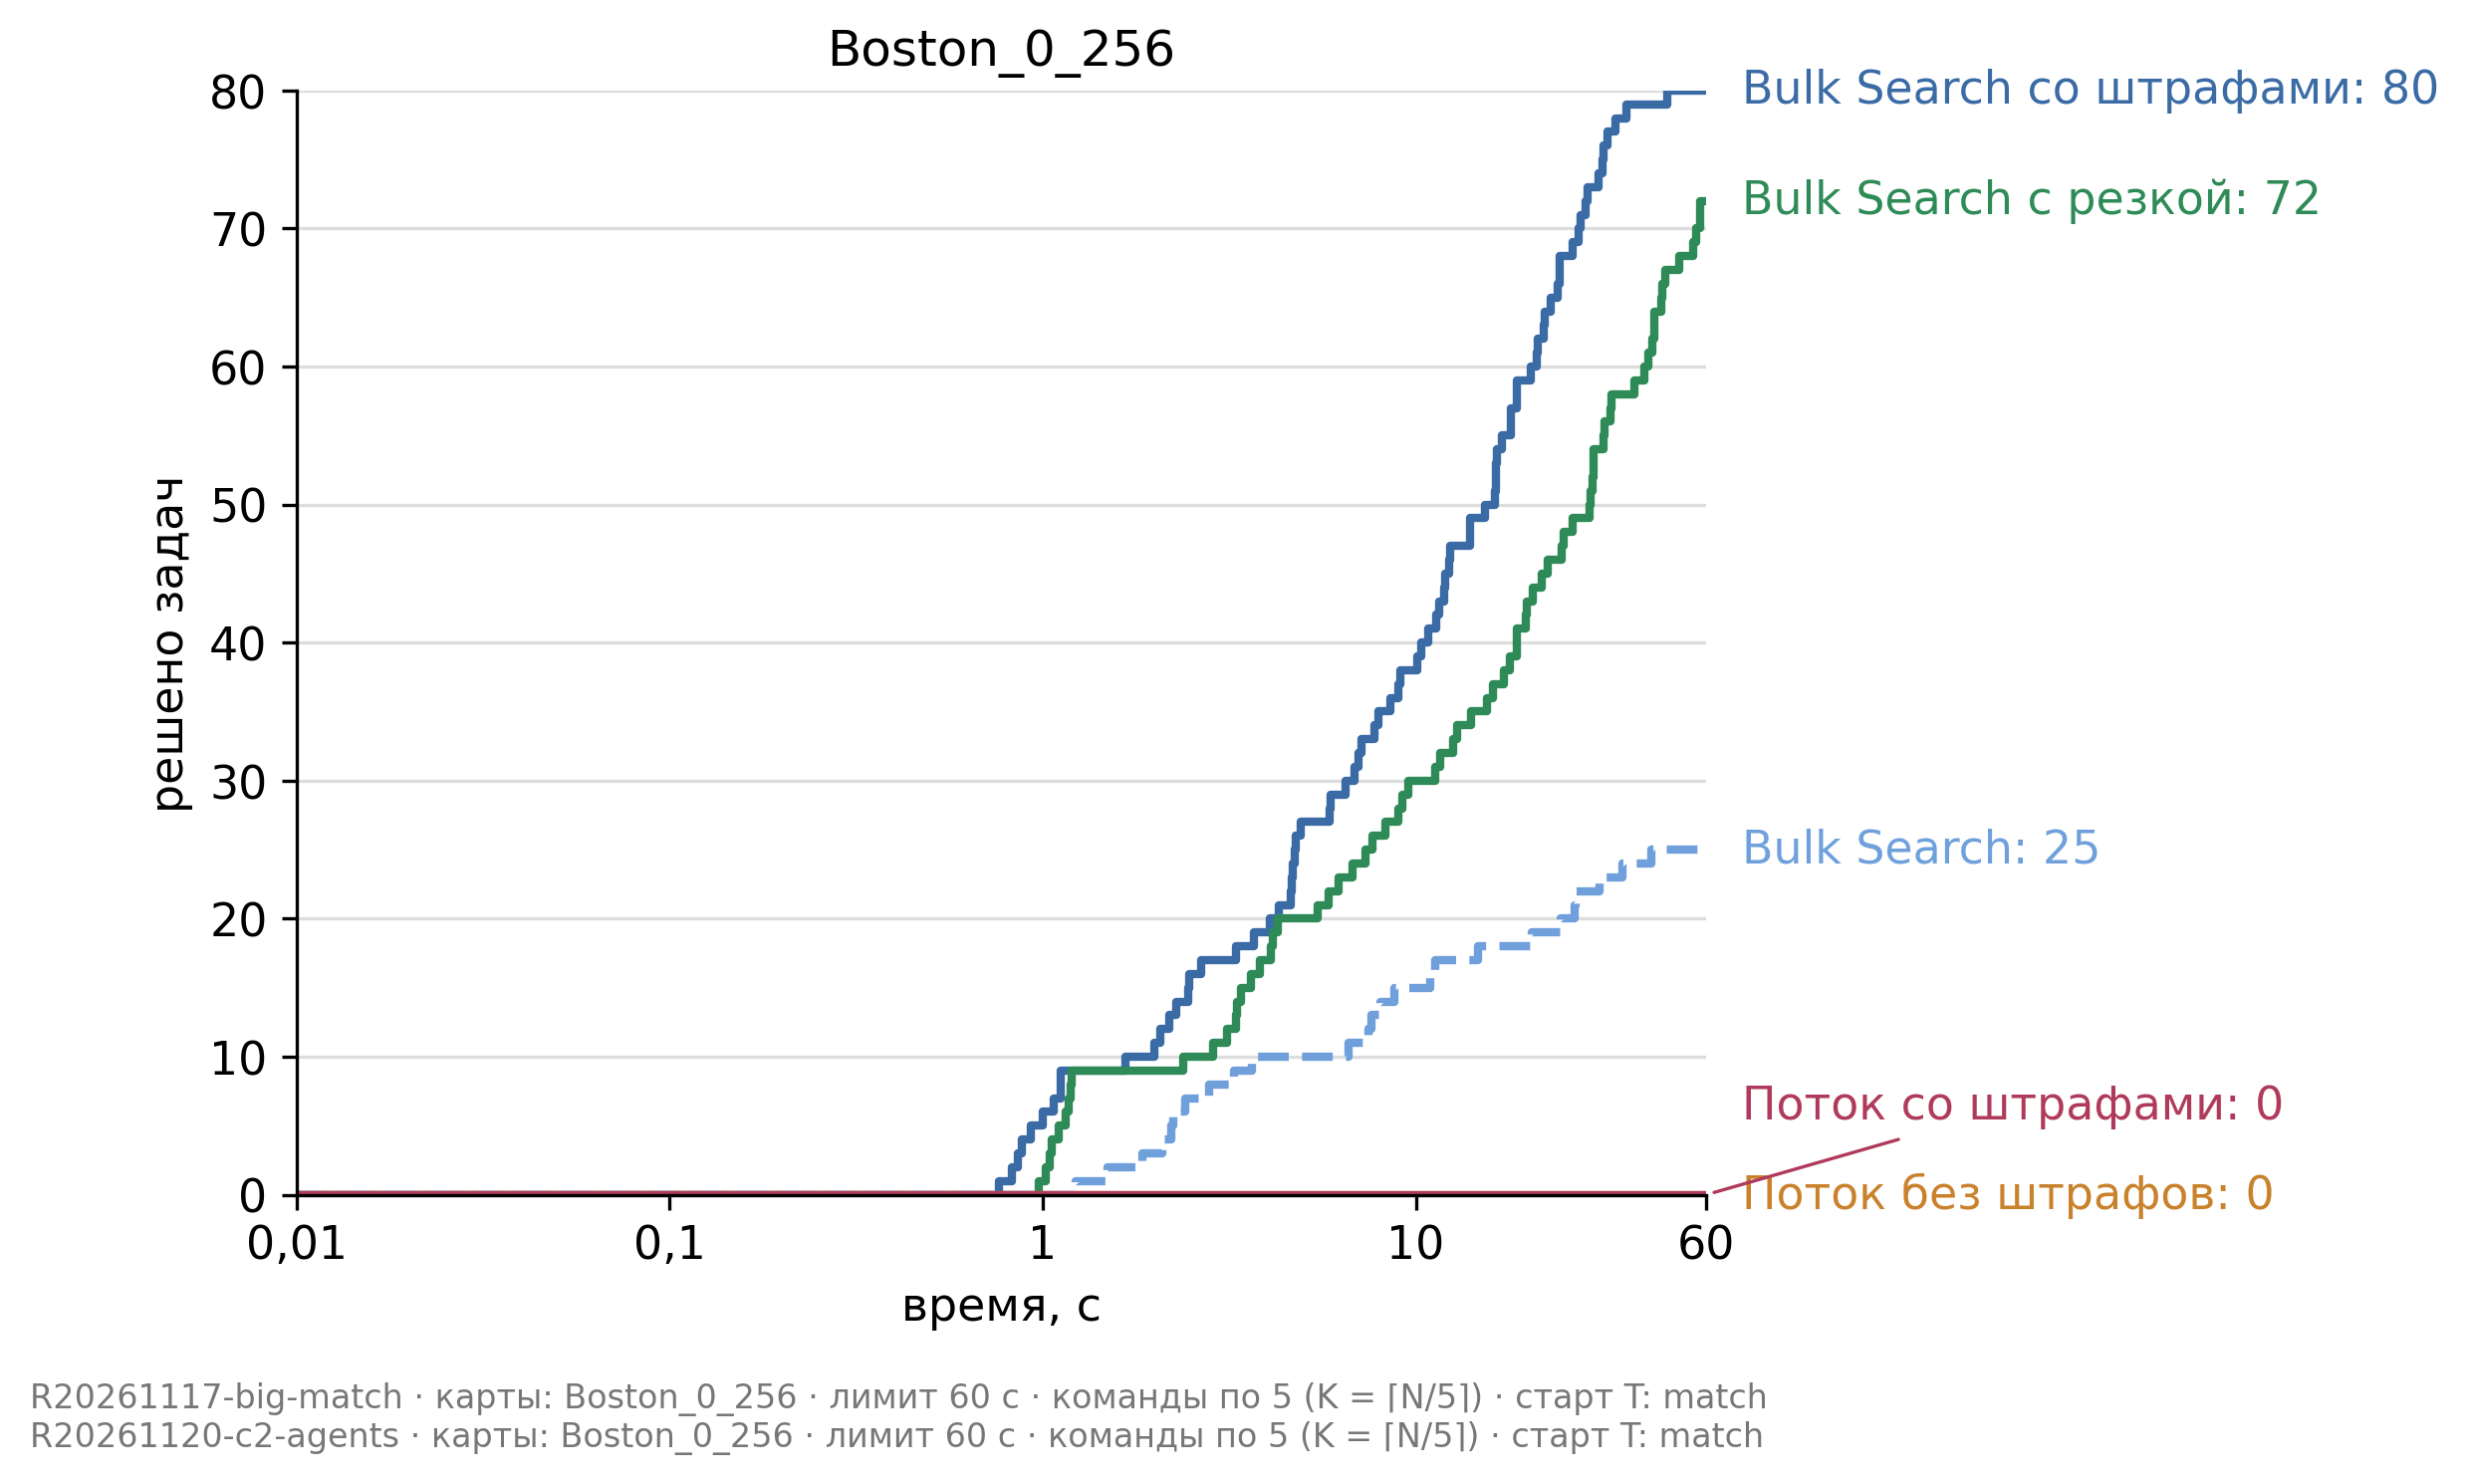 Boston_0_256
80
70
60
50
40
30
20
10
0
решено задач
0,01
0,1
1
10
60
время, с
Bulk Search со штрафами: 80
Bulk Search с резкой: 72
Bulk Search: 25
Поток со штрафами: 0
Поток без штрафов: 0
R20261117-big-match · карты: Boston_0_256 · лимит 60 с · команды по 5 (K = ⌈N/5⌉) · старт T: match
R20261120-c2-agents · карты: Boston_0_256 · лимит 60 с · команды по 5 (K = ⌈N/5⌉) · старт T: match